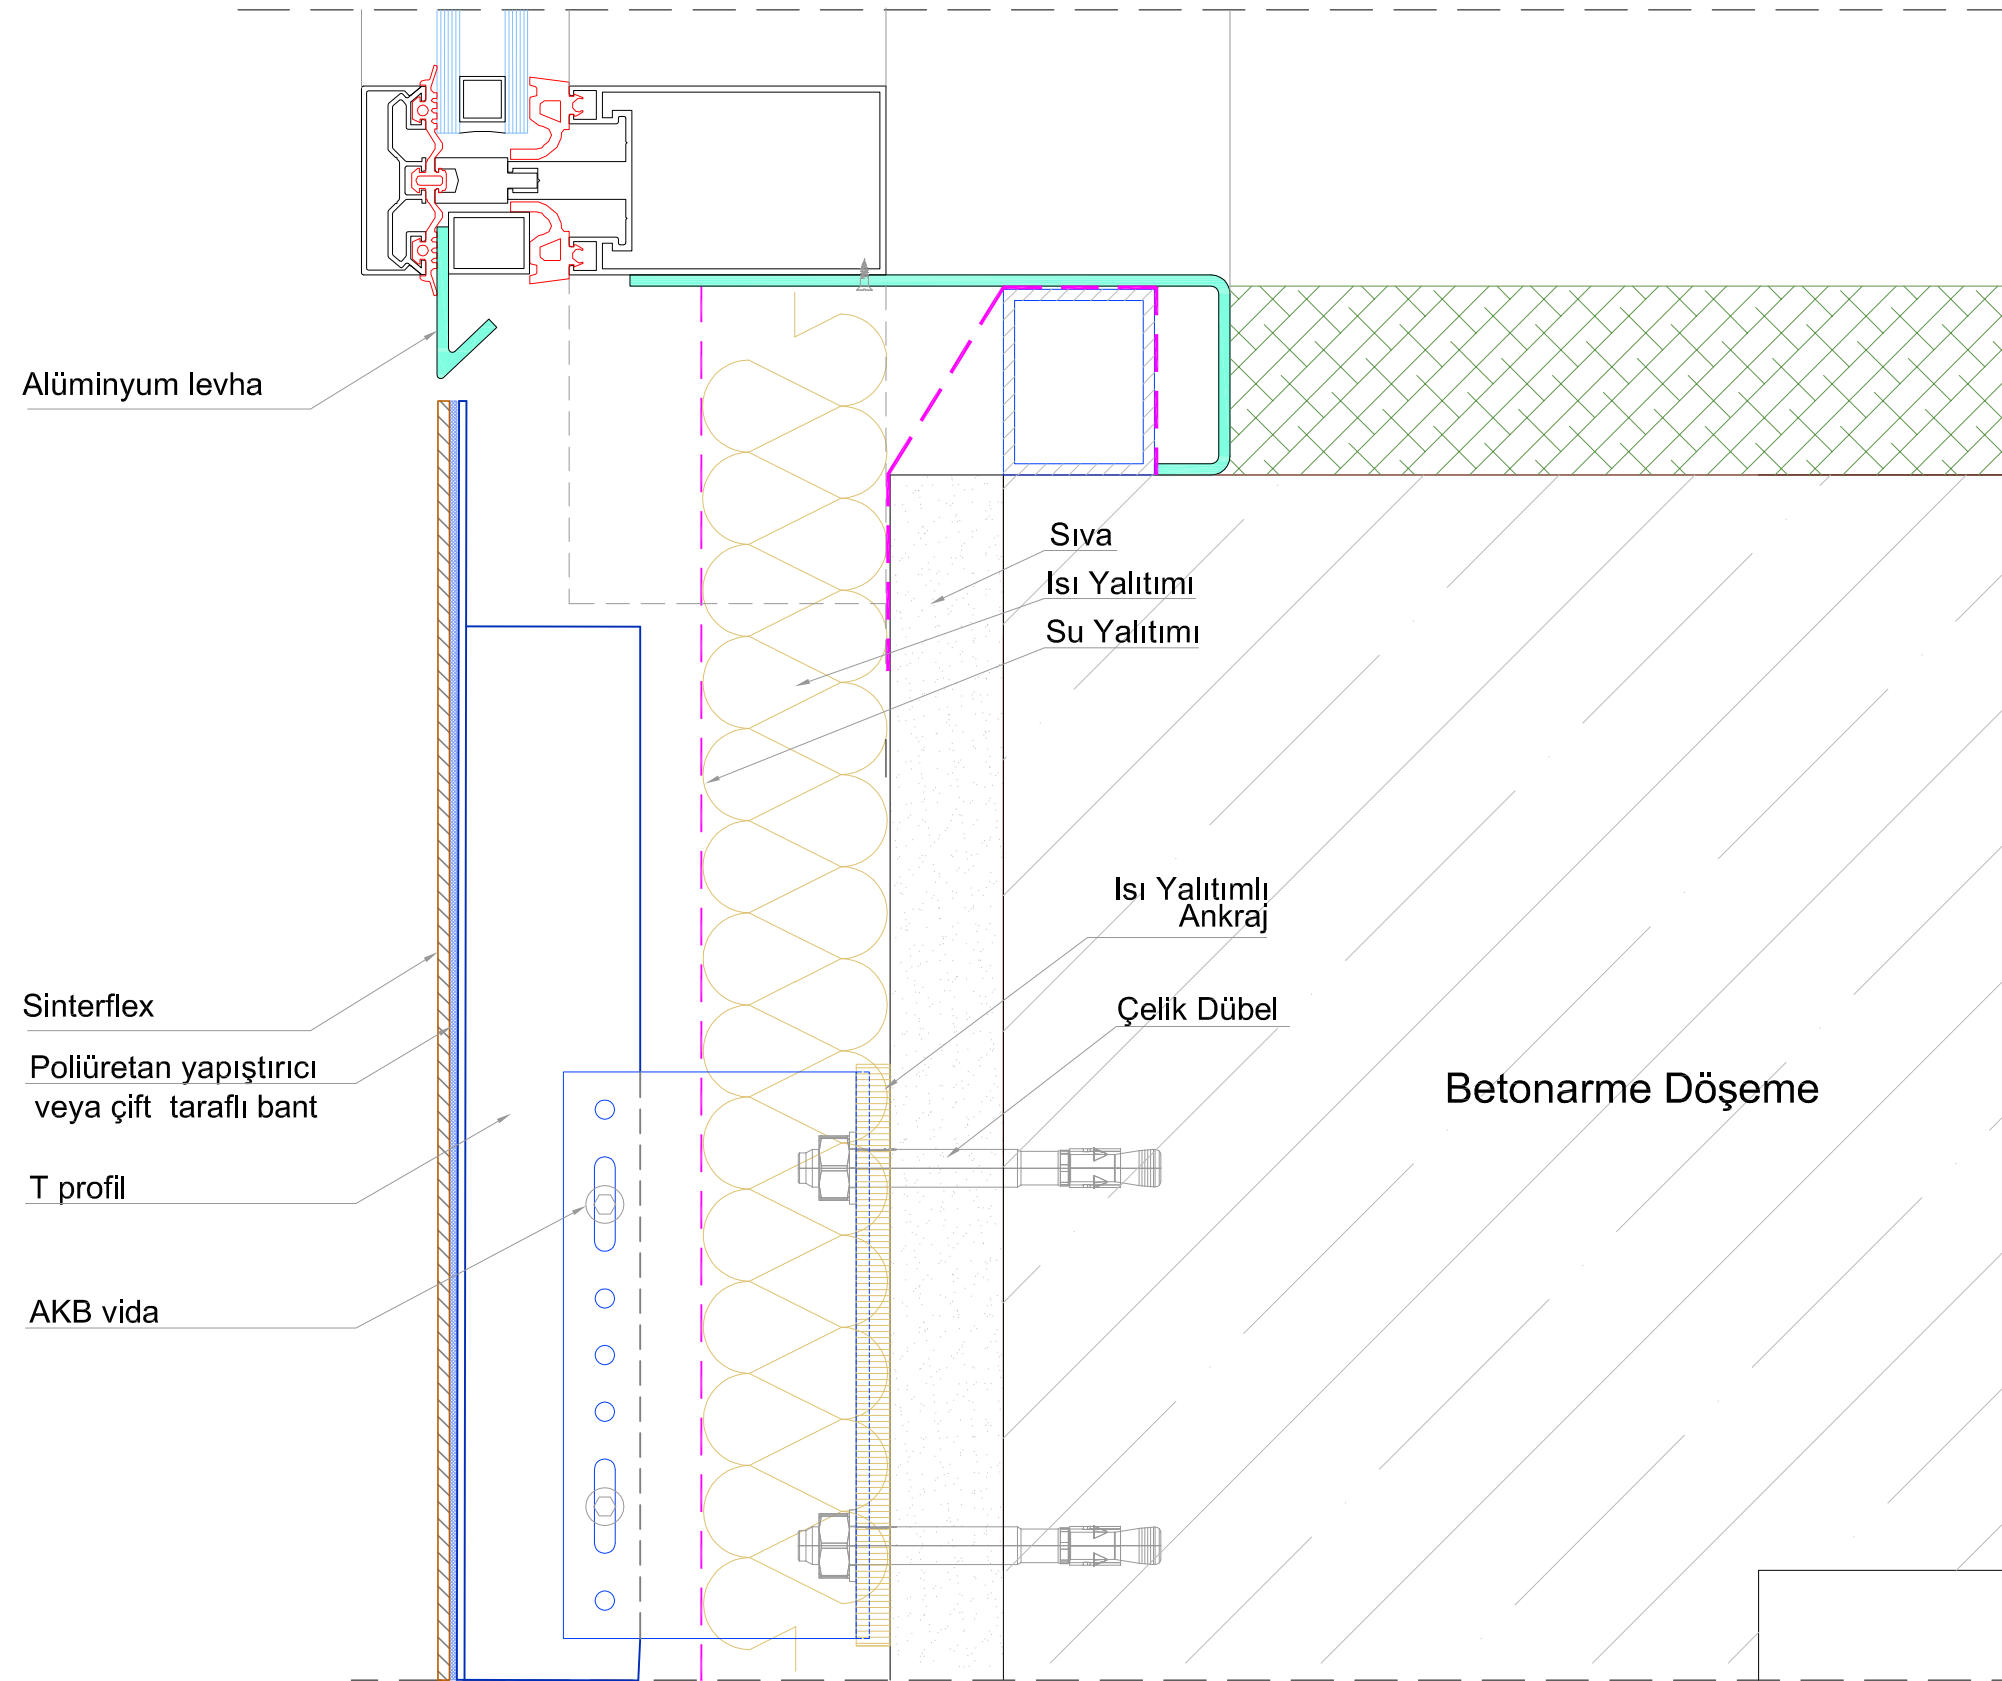 Alüminyum levha
Sıva
Isı Yalıtımı
Su Yalıtımı
Isı Yalıtımlı
Ankraj
Sinterflex
Çelik Dübel
Poliüretan yapıştırıcı
veya çift taraflı bant
Betonarme Döşeme
T profil
AKB vida